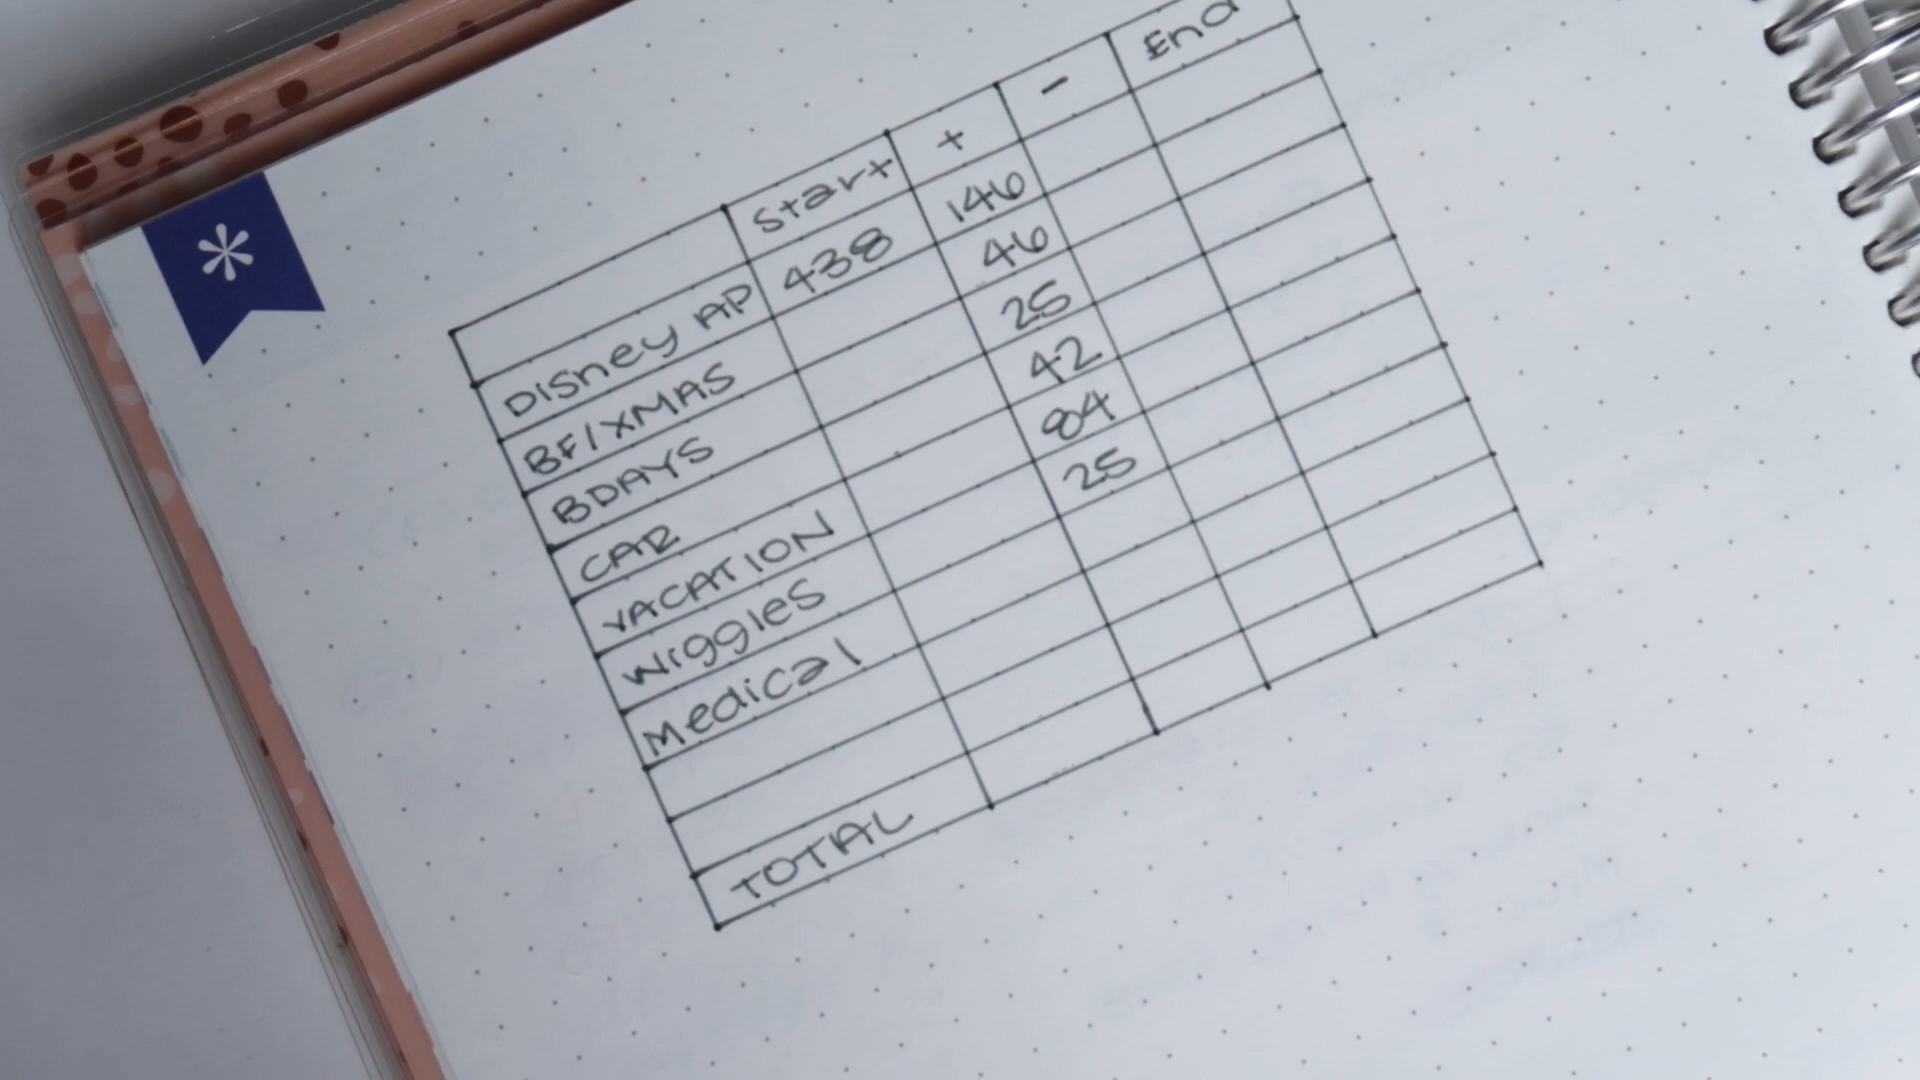 Start + - End
DISney AP 438 146
BF/XMAS 46
BDAYS 25
CAR 42
VACATION 84
Wiggles 25
Medical
TOTAL